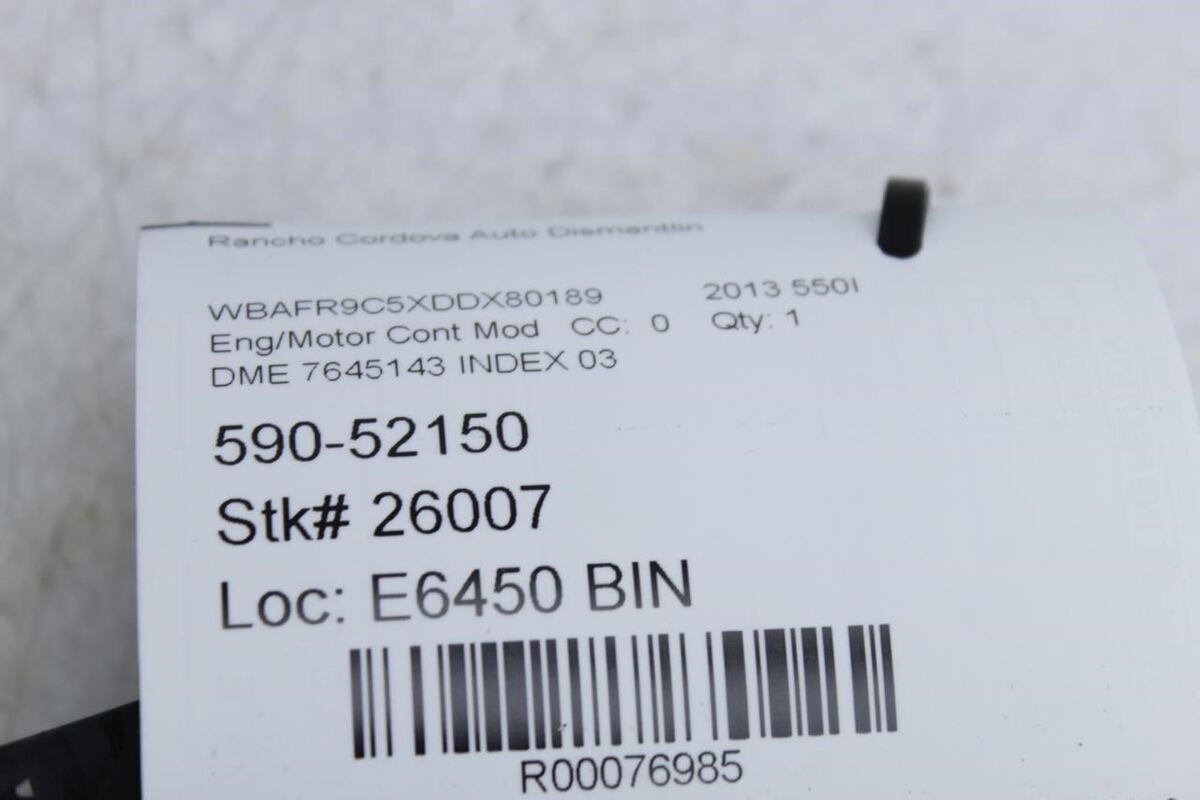 Rancho Cordova Auto Dismantlin
WBAFR9C5XDDX80189 2013 550I
Eng/Motor Cont Mod CC: 0 Qty: 1
DME 7645143 INDEX 03
590-52150
Stk# 26007
Loc: E6450 BIN
R00076985